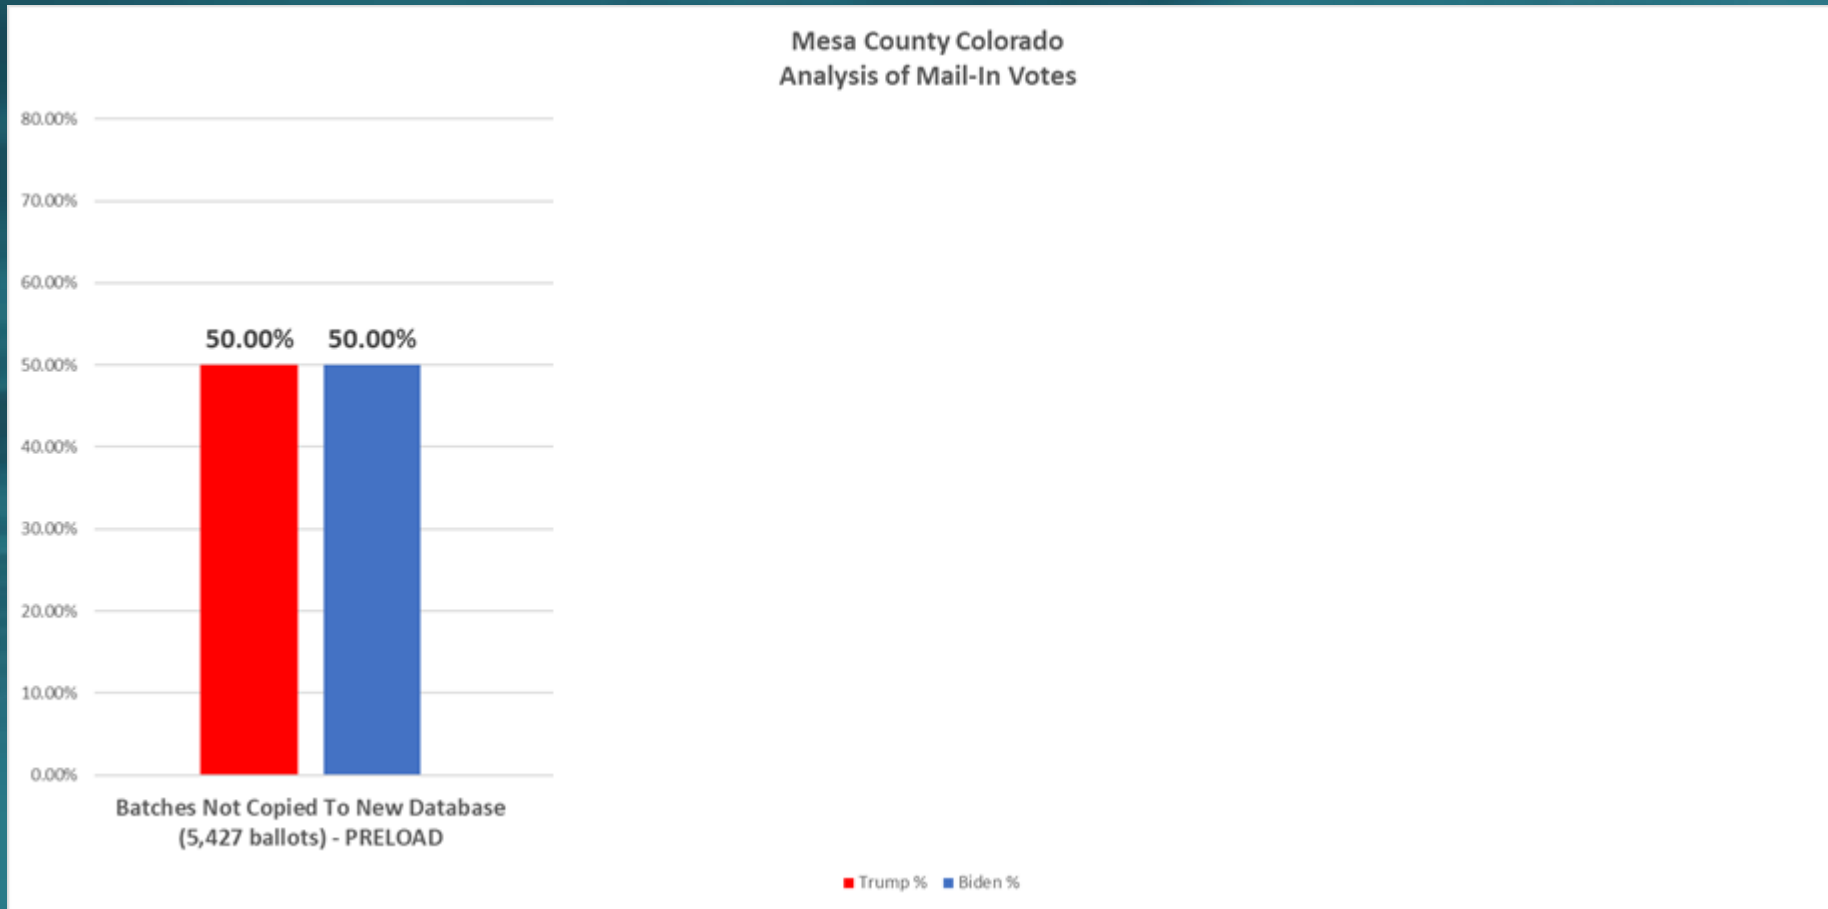 Mesa County Colorado
Analysis of Mail-In Votes
80.00%
70.00%
60.00%
50.00%
40.00%
30.00%
20.00%
10.00%
0.00%
50.00%
50.00%
Batches Not Copied To New Database
(5,427 ballots) - PRELOAD
Trump %
Biden %